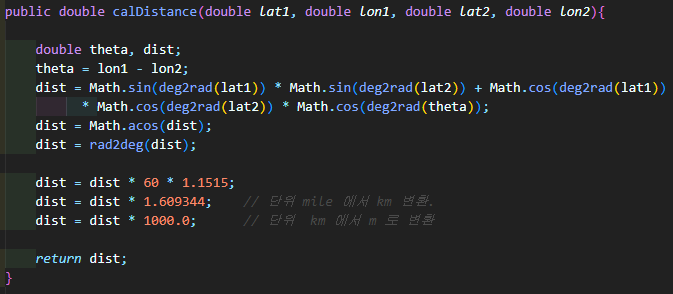 public double calDistance(double lat1, double lon1, double lat2, double lon2){
double theta, dist;
theta = lon1 - lon2;
dist = Math.sin(deg2rad(lat1)) * Math.sin(deg2rad(lat2)) + Math.cos(deg2rad(lat1))
* Math.cos(deg2rad(lat2)) * Math.cos(deg2rad(theta));
dist = Math.acos(dist);
dist = rad2deg(dist);
dist = dist * 60 * 1.1515;
dist = dist * 1.609344;    // 단위 mile 에서 km 변환.
dist = dist * 1000.0;      // 단위  km 에서 m 로 변환
return dist;
}